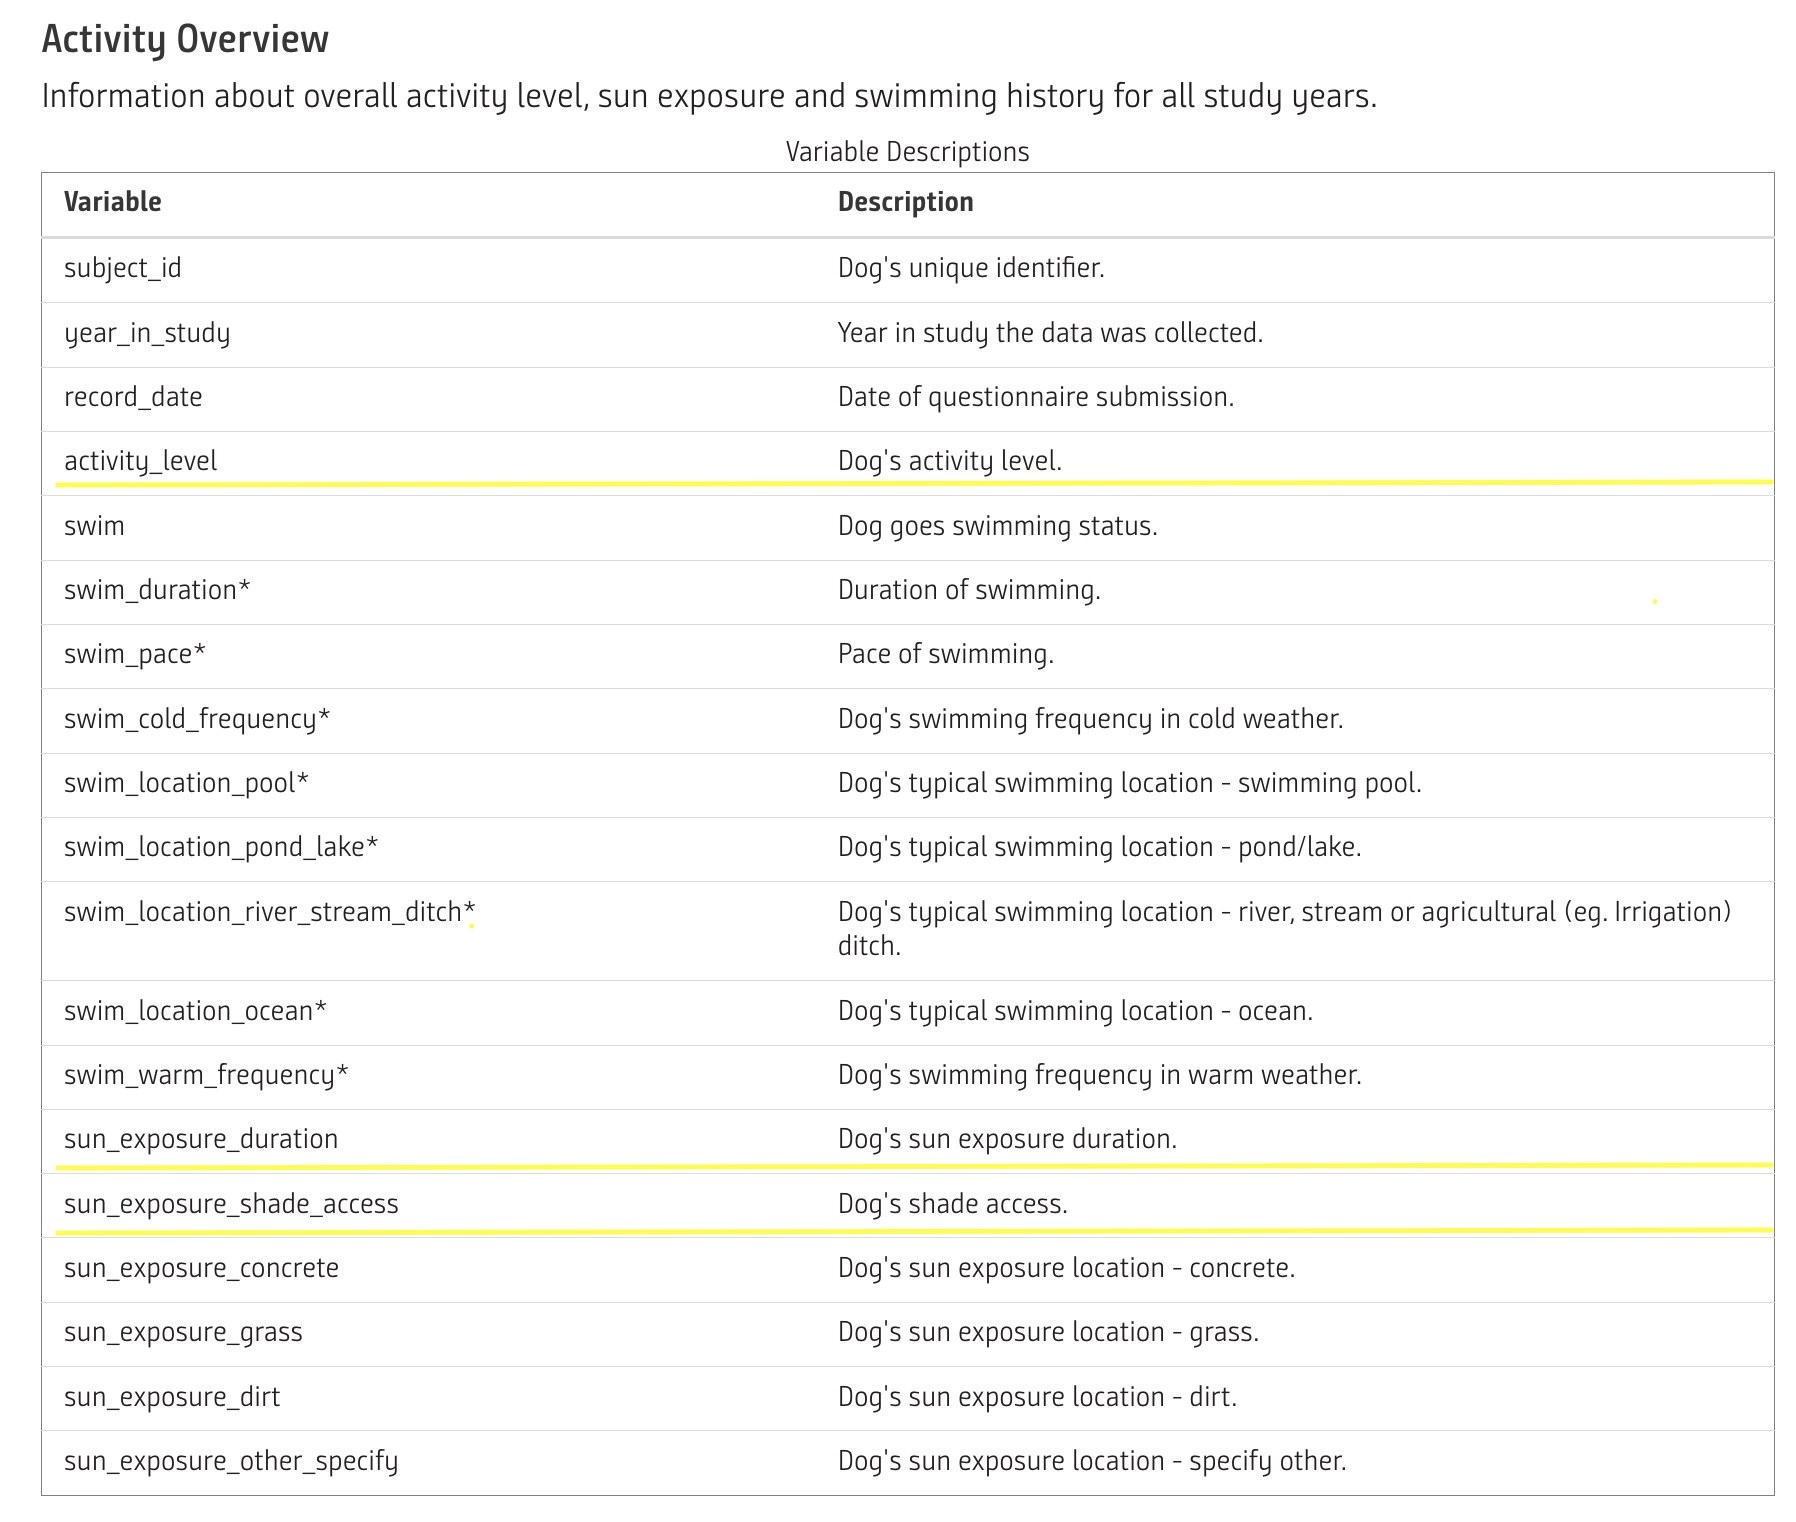 Activity Overview
Information about overall activity level, sun exposure and swimming history for all study years.
Variable Descriptions
Variable Description
subject_id Dog's unique identifier.
year_in_study Year in study the data was collected.
record_date Date of questionnaire submission.
activity_level Dog's activity level.
swim Dog goes swimming status.
swim_duration* Duration of swimming.
swim_pace* Pace of swimming.
swim_cold_frequency* Dog's swimming frequency in cold weather.
swim_location_pool* Dog's typical swimming location - swimming pool.
swim_location_pond_lake* Dog's typical swimming location - pond/lake.
swim_location_river_stream_ditch* Dog's typical swimming location - river, stream or agricultural (eg. Irrigation)
ditch.
swim_location_ocean* Dog's typical swimming location - ocean.
swim_warm_frequency* Dog's swimming frequency in warm weather.
sun_exposure_duration Dog's sun exposure duration.
sun_exposure_shade_access Dog's shade access.
sun_exposure_concrete Dog's sun exposure location - concrete.
sun_exposure_grass Dog's sun exposure location - grass.
sun_exposure_dirt Dog's sun exposure location - dirt.
sun_exposure_other_specify Dog's sun exposure location - specify other.